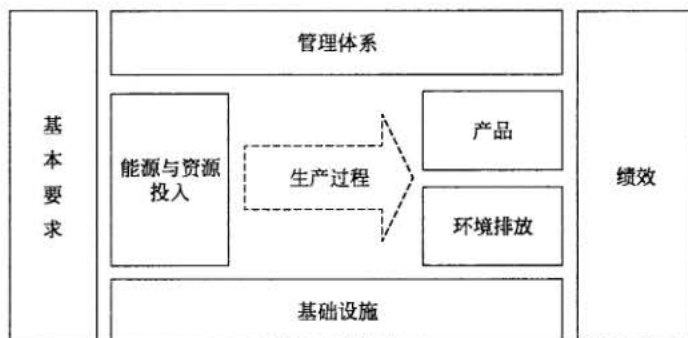 管理体系
基
本
要
求
能源与资源
投入
生产过程
产品
环境排放
绩效
基础设施